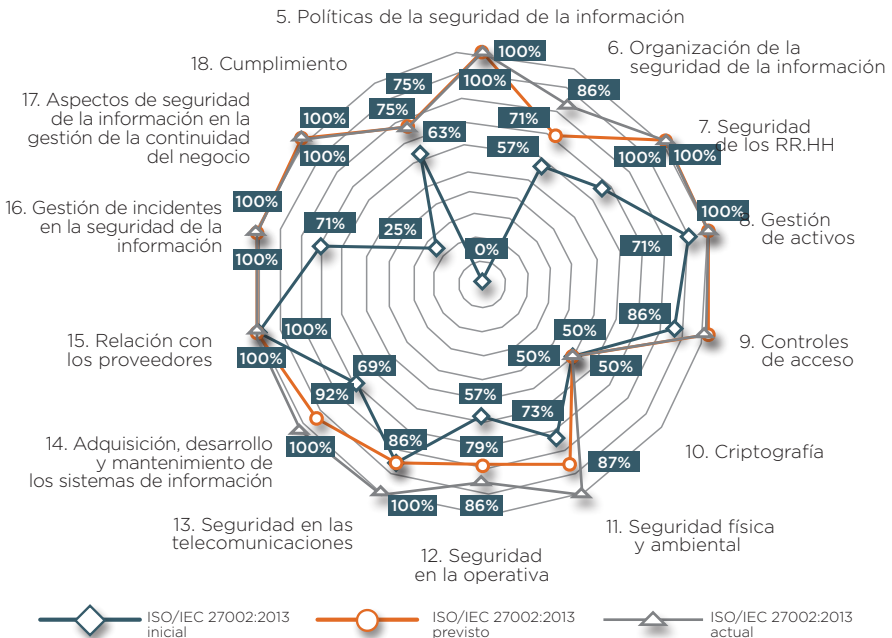 5. Políticas de la seguridad de la información
100%
6. Organización de la
seguridad de la información
18. Cumplimiento
75%
100%
86%
17. Aspectos de seguridad
de la información en la
gestión de la continuidad
del negocio
100%
75%
71%
7. Seguridad
de los RR.HH
63%
57%
100%
100%
100%
16. Gestión de incidentes
en la seguridad de la
información
100%
71%
25%
100%
8. Gestión
de activos
0%
71%
100%
86%
15. Relación con
los proveedores
100%
50%
9. Controles
de acceso
100%
69%
50%
50%
92%
57%
73%
14. Adquisición, desarrollo
y mantenimiento de
los sistemas de información
100%
86%
79%
87%
10. Criptografía
13. Seguridad en las
telecomunicaciones
100%
86%
11. Seguridad física
y ambiental
12. Seguridad
en la operativa
ISO/IEC 27002:2013
inicial
ISO/IEC 27002:2013
previsto
ISO/IEC 27002:2013
actual